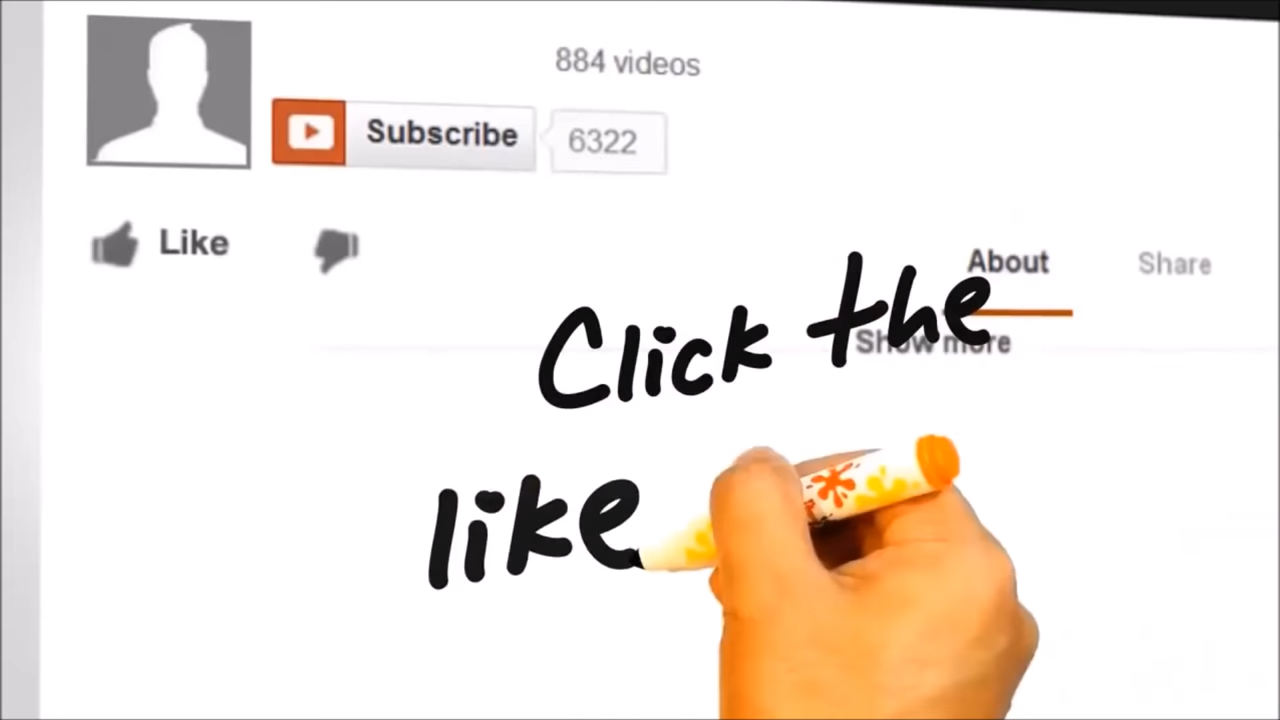 884 videos
Subscribe 6322
Like
About Share
Show more
Click the
like